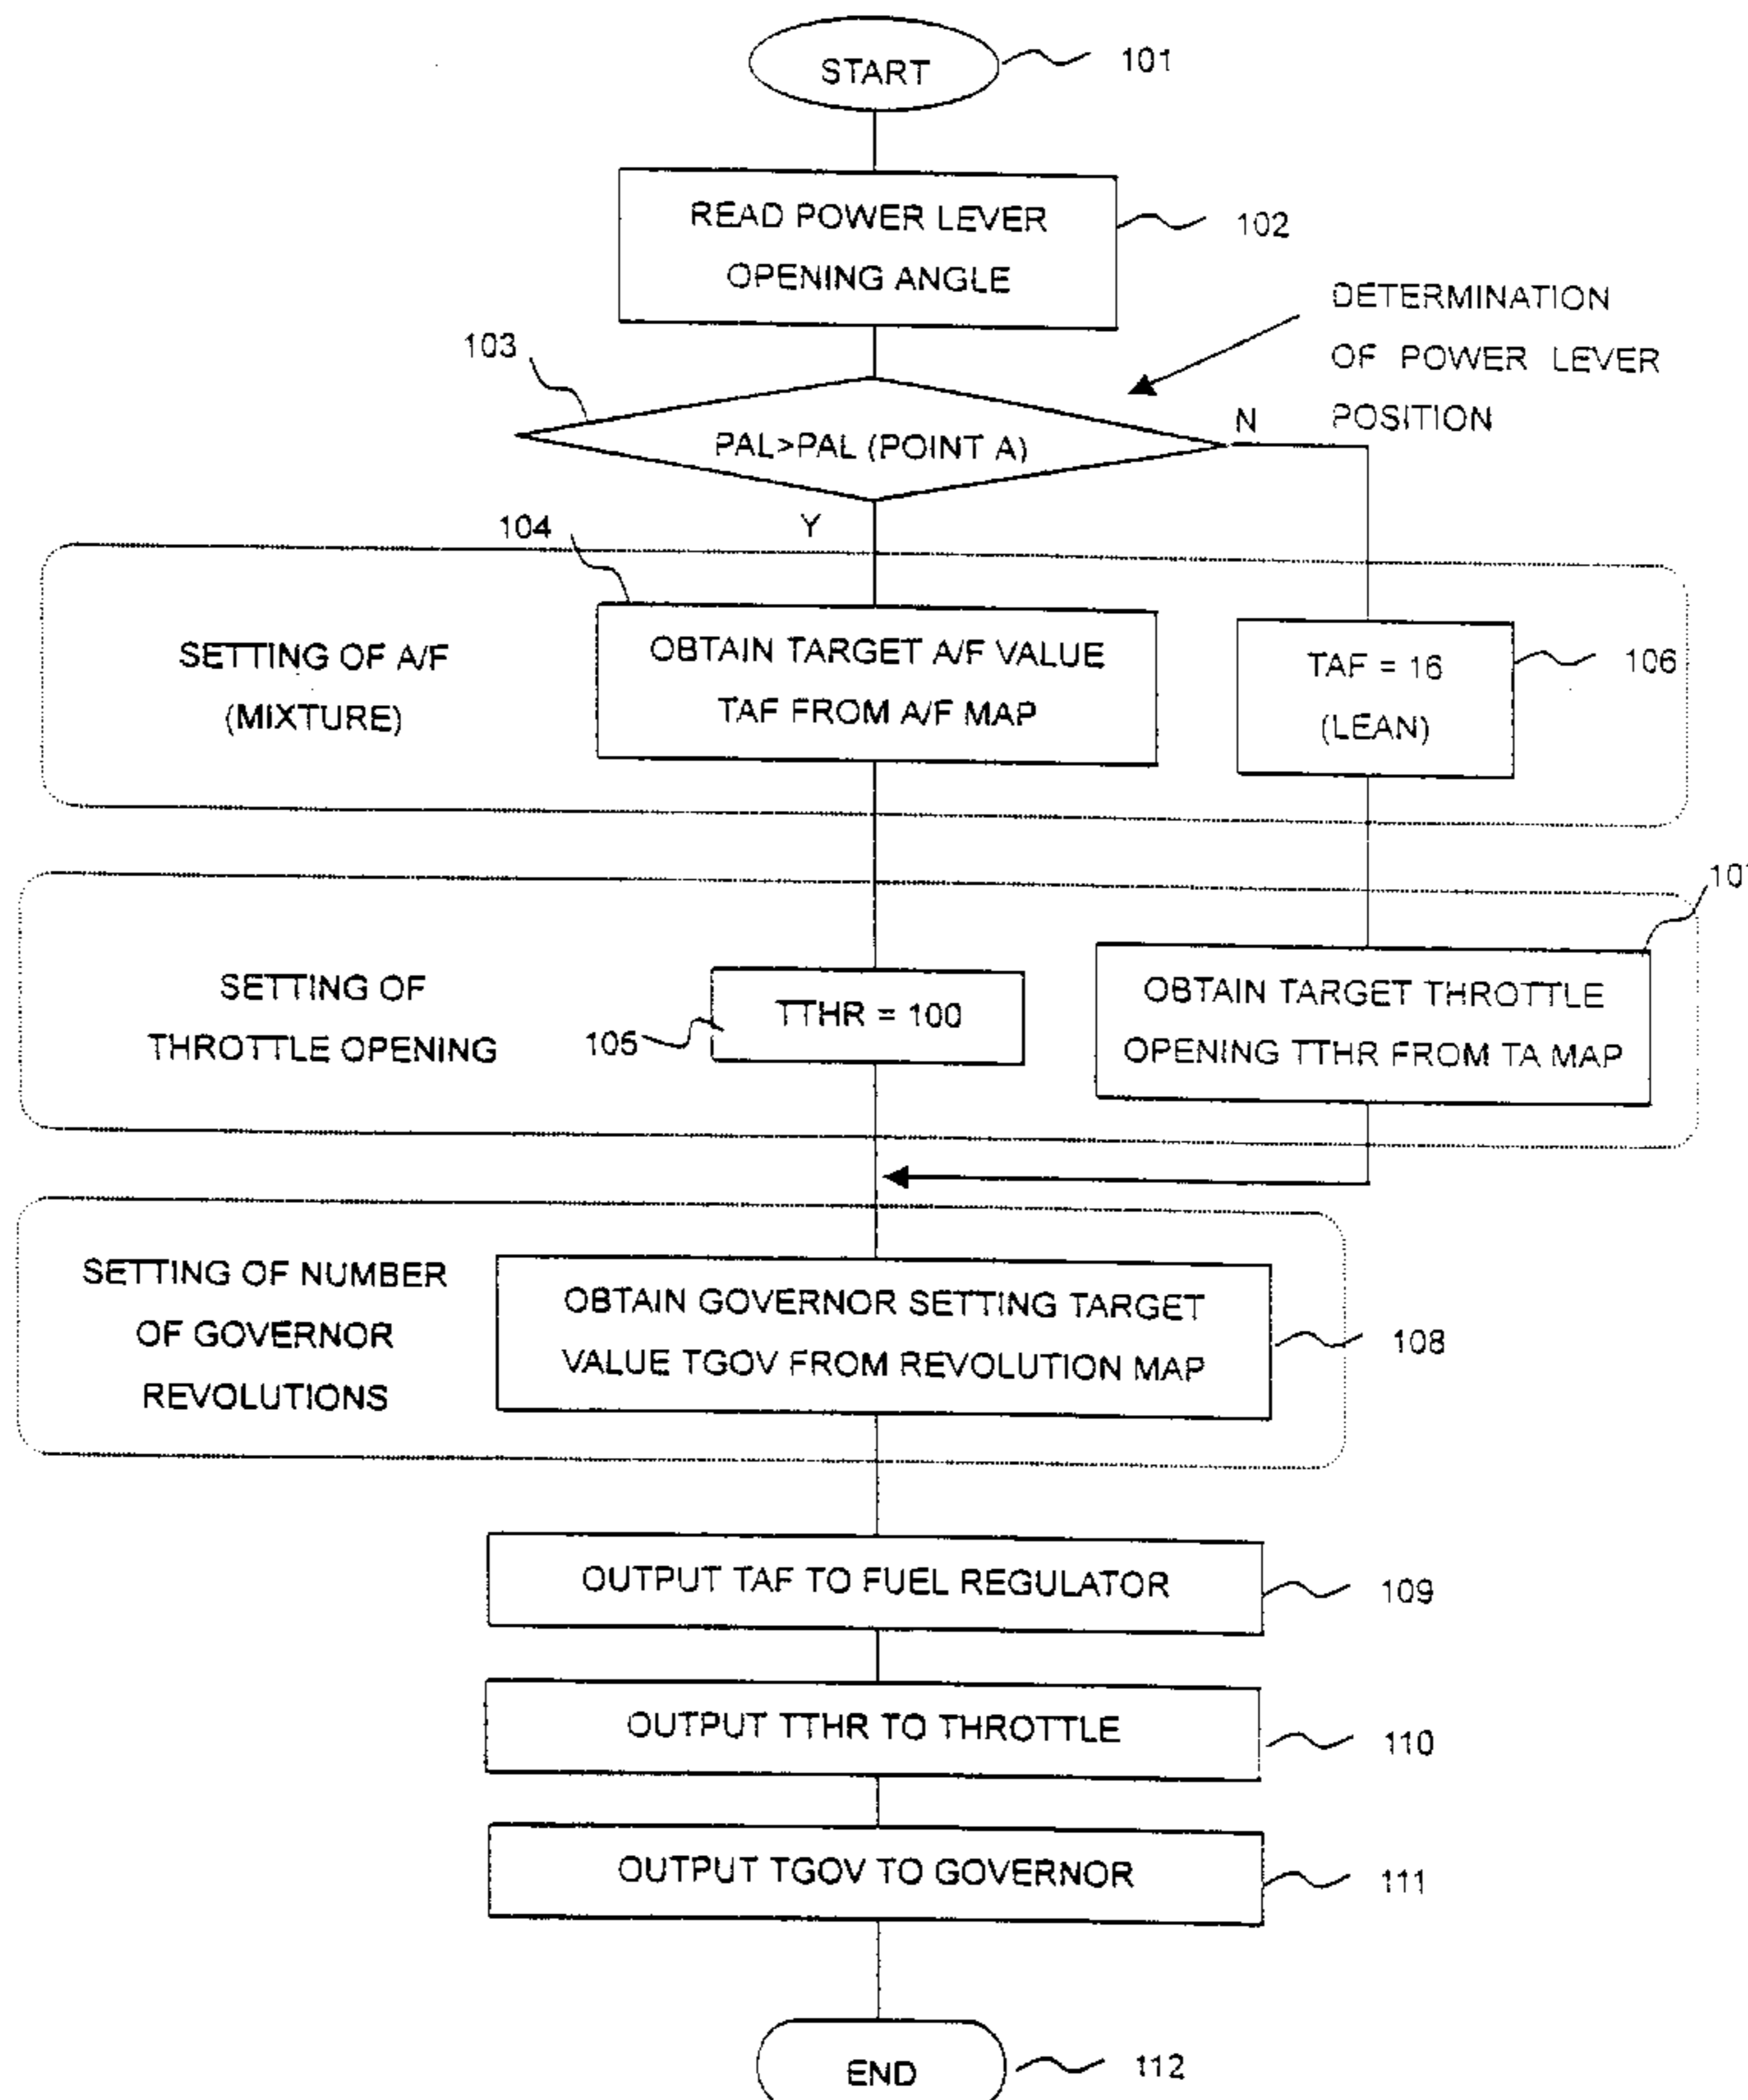 START
101
READ POWER LEVER
OPENING ANGLE
102
DETERMINATION
OF POWER LEVER
POSITION
103
PAL>PAL (POINT A)
N
Y
104
SETTING OF A/F
(MIXTURE)
OBTAIN TARGET A/F VALUE
TAF FROM A/F MAP
TAF = 16
(LEAN)
106
SETTING OF
THROTTLE OPENING
105
TTHR = 100
OBTAIN TARGET THROTTLE
OPENING TTHR FROM TA MAP
SETTING OF NUMBER
OF GOVERNOR
REVOLUTIONS
OBTAIN GOVERNOR SETTING TARGET
VALUE TGOV FROM REVOLUTION MAP
108
OUTPUT TAF TO FUEL REGULATOR
109
OUTPUT TTHR TO THROTTLE
110
OUTPUT TGOV TO GOVERNOR
111
END
112